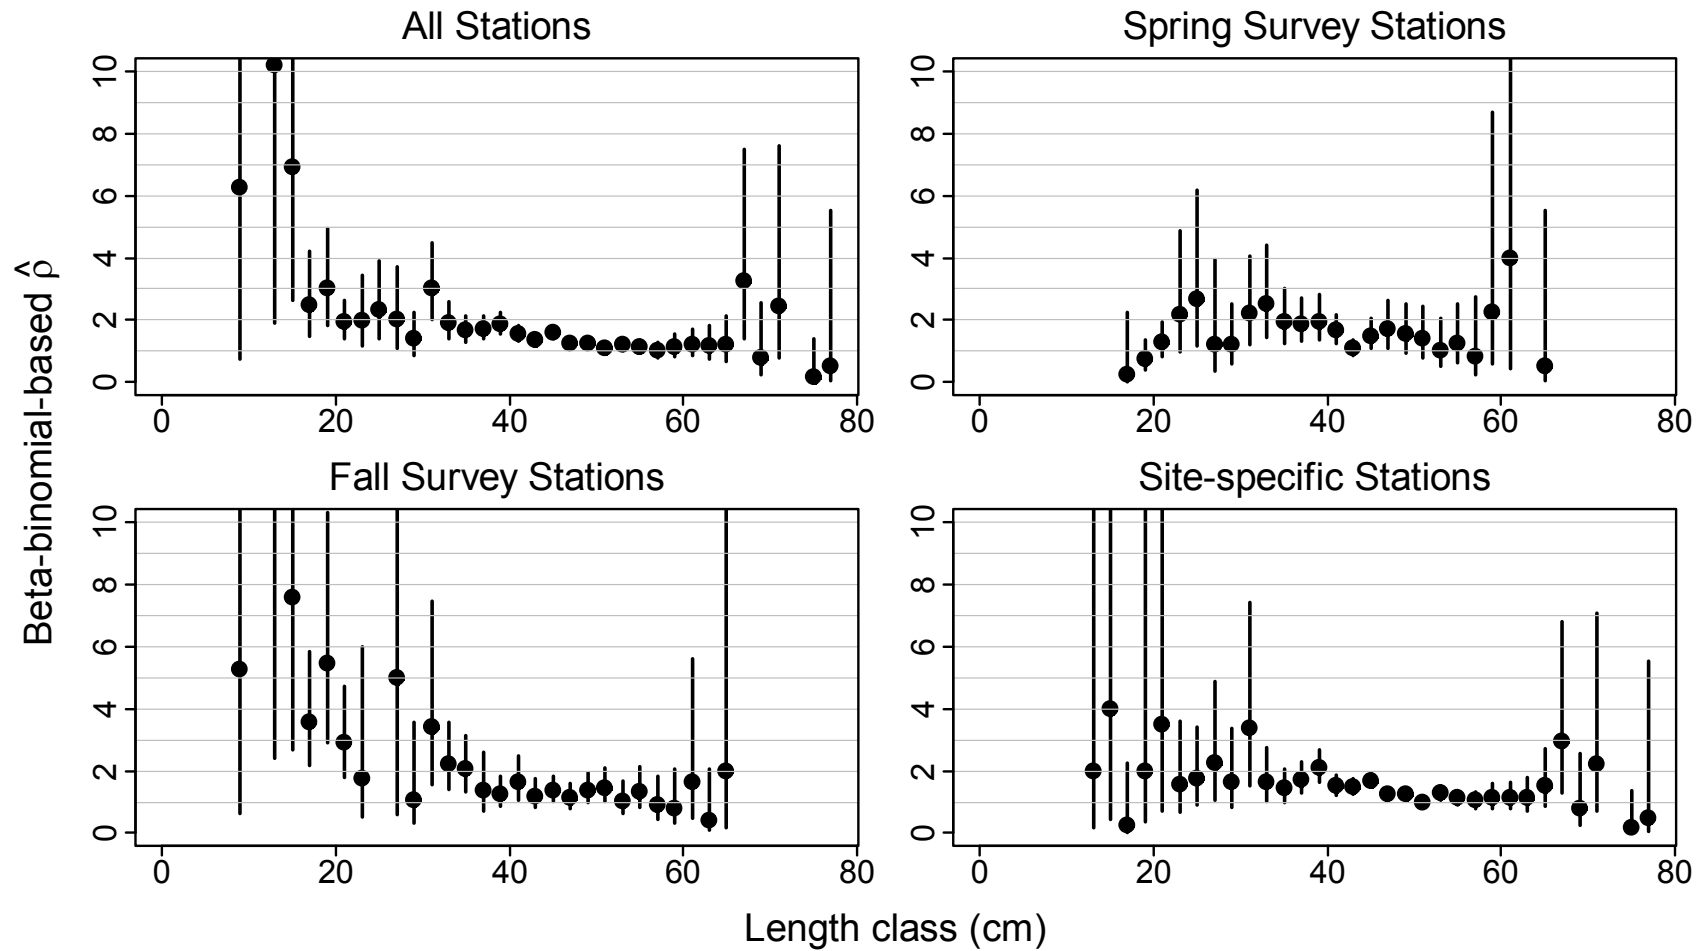 All Stations
Spring Survey Stations
0 2 4 6 8 10
0 2 4 6 8 10
0 20 40 60 80
0 20 40 60 80
Fall Survey Stations
Site-specific Stations
0 2 4 6 8 10
0 2 4 6 8 10
0 20 40 60 80
0 20 40 60 80
Beta-binomial-based ρ̂
Length class (cm)